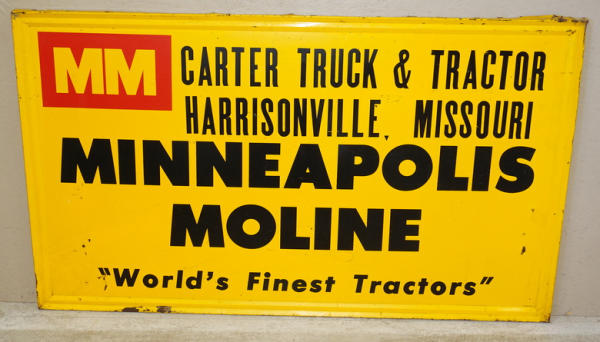 MM
CARTER TRUCK & TRACTOR
HARRISONVILLE, MISSOURI
MINNEAPOLIS
MOLINE
"World's Finest Tractors"